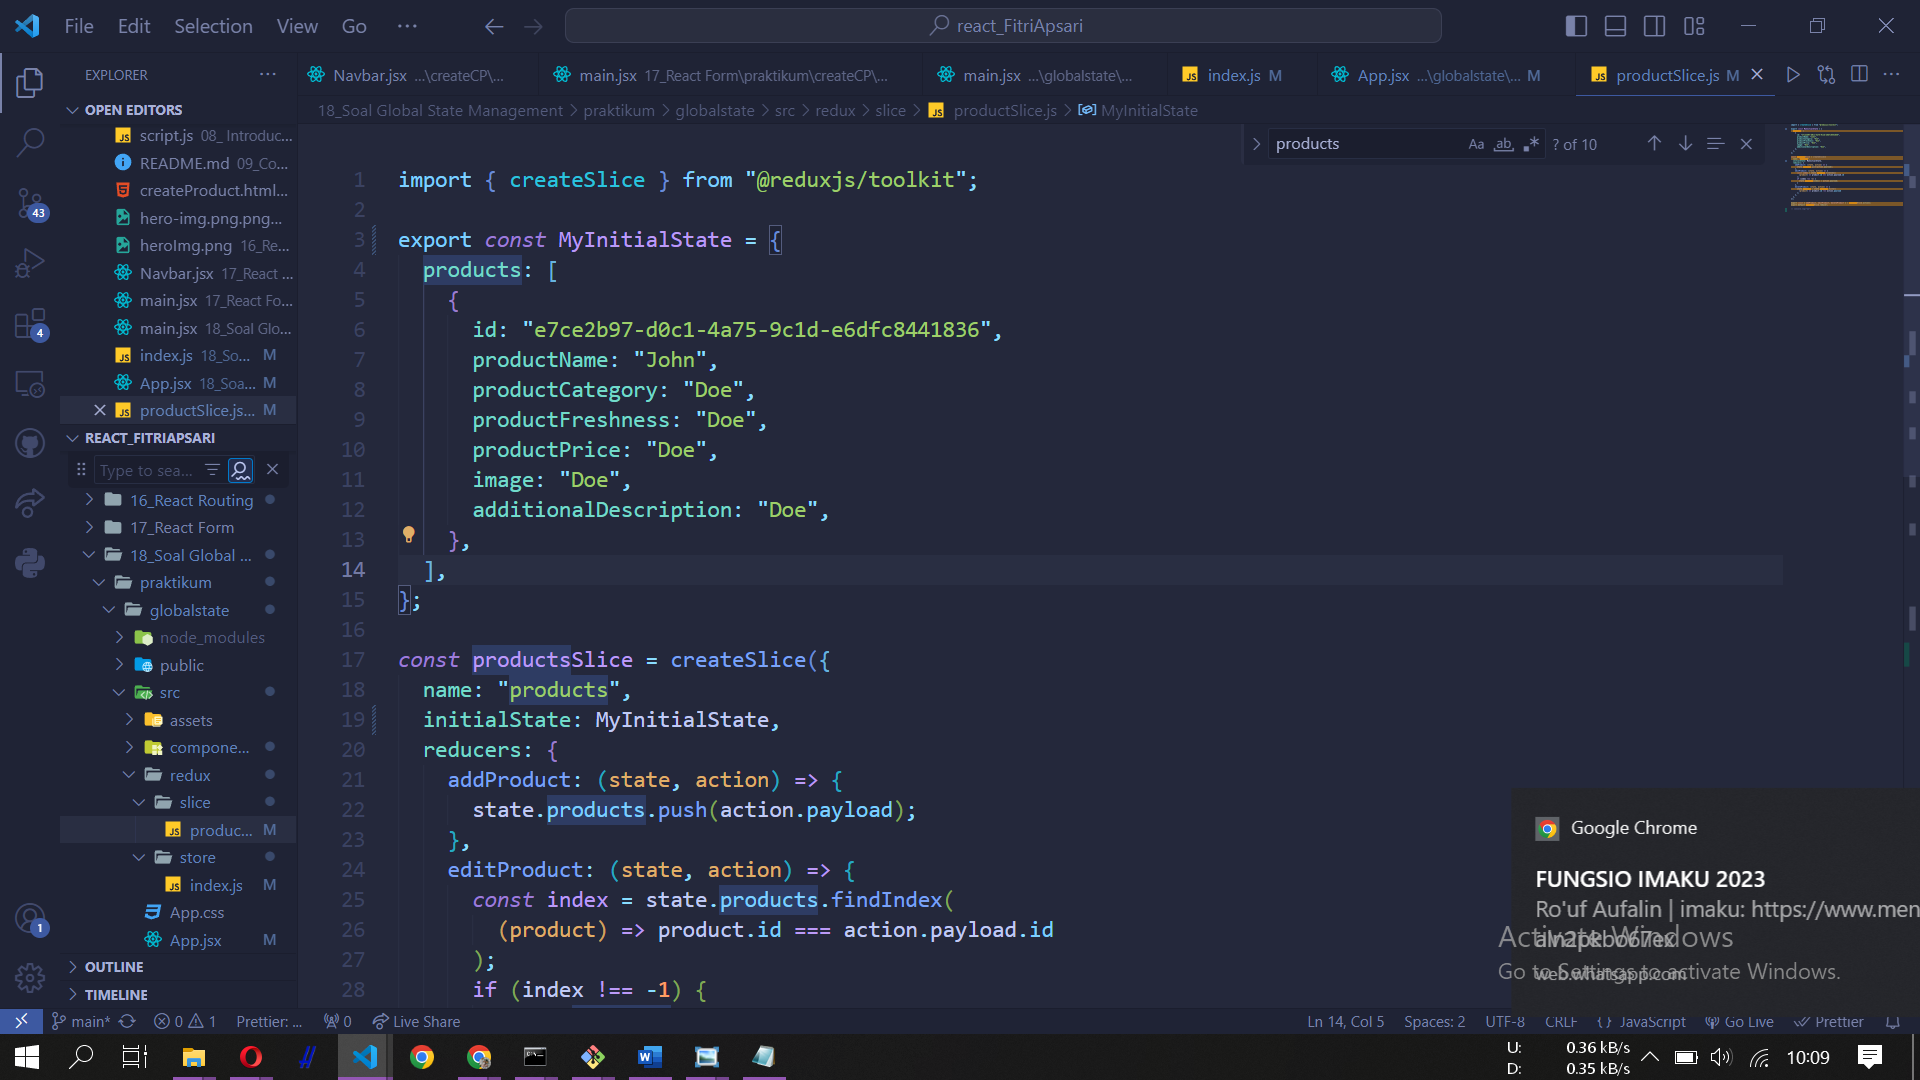 File Edit Selection View Go ···
react_FitriApsari
EXPLORER ···
Navbar.jsx ...\createCP\...
main.jsx 17_React Form\praktikum\createCP\...
main.jsx ...\globalstate\...
index.js M
App.jsx ...\globalstate\... M
productSlice.js M
18_Soal Global State Management > praktikum > globalstate > src > redux > slice > JS productSlice.js > MyInitialState
products Aa ab .* ? of 10
OPEN EDITORS
JS script.js 08_ Introduc...
README.md 09_Co...
createProduct.html...
hero-img.png.png...
heroImg.png 16_Re...
Navbar.jsx 17_React ...
main.jsx 17_React Fo...
main.jsx 18_Soal Glo...
JS index.js 18_So... M
App.jsx 18_Soa... M
JS productSlice.js... M
REACT_FITRIAPSARI
Type to sea...
16_React Routing
17_React Form
18_Soal Global ...
praktikum
globalstate
node_modules
public
src
assets
compone...
redux
slice
JS produc... M
store
JS index.js M
App.css
App.jsx M
OUTLINE
TIMELINE
43
4
1
1 import { createSlice } from "@reduxjs/toolkit";
2
3 export const MyInitialState = {
4 products: [
5 {
6 id: "e7ce2b97-d0c1-4a75-9c1d-e6dfc8441836",
7 productName: "John",
8 productCategory: "Doe",
9 productFreshness: "Doe",
10 productPrice: "Doe",
11 image: "Doe",
12 additionalDescription: "Doe",
13 },
14 ],
15 };
16
17 const productsSlice = createSlice({
18 name: "products",
19 initialState: MyInitialState,
20 reducers: {
21 addProduct: (state, action) => {
22 state.products.push(action.payload);
23 },
24 editProduct: (state, action) => {
25 const index = state.products.findIndex(
26 (product) => product.id === action.payload.id
27 );
28 if (index !== -1) {
Google Chrome
FUNGSIO IMAKU 2023
Ro'uf Aufalin | imaku: https://www.men
Activate Windows
Go to Settings to activate Windows.
web.whatsapp.com
main* 0 1 Prettier: ... 0 Live Share
Ln 14, Col 5 Spaces: 2 UTF-8 CRLF {} JavaScript Go Live Prettier
U: 0.36 kB/s
D: 0.35 kB/s
10:09